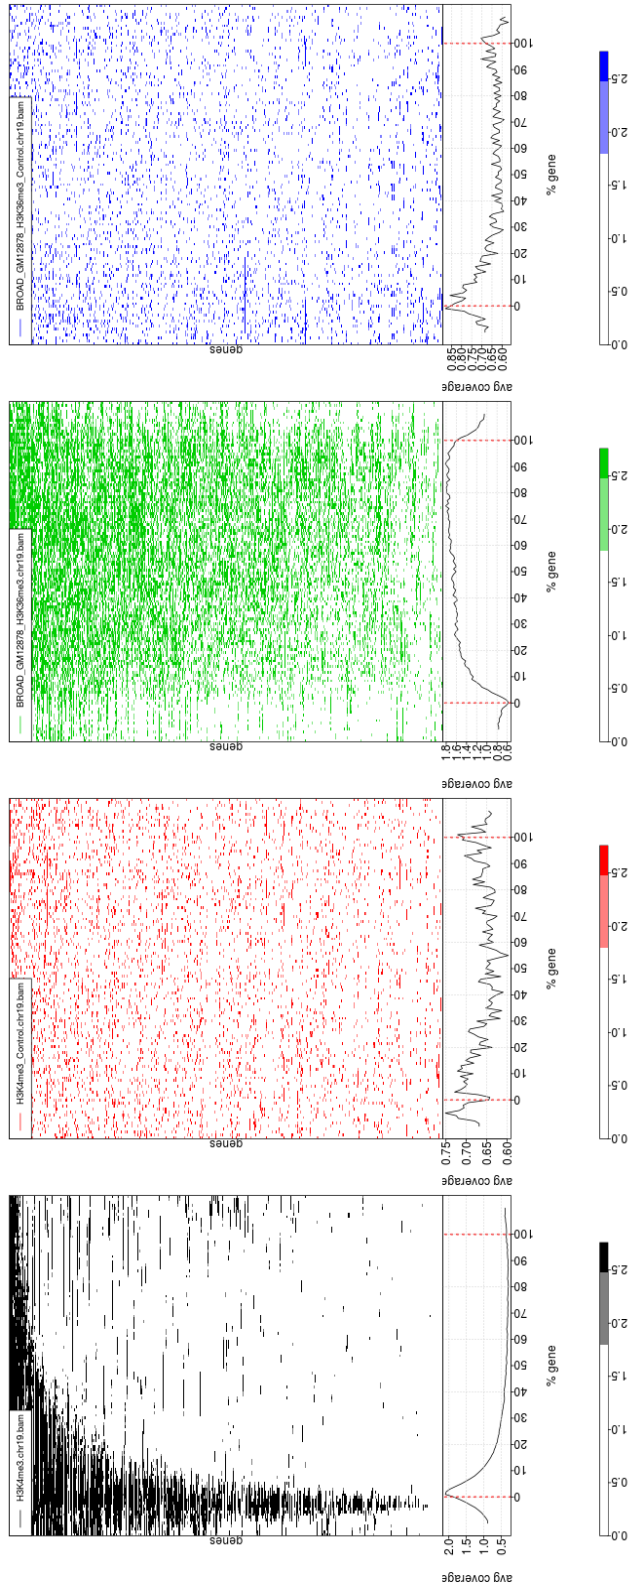 H3K4me3.chr19.bam
genes
avg coverage
2.0
1.5
1.0
0.5
0 10 20 30 40 50 60 70 80 90 100
% gene
0.0 0.5 1.0 1.5 2.0 2.5
H3K4me3_Control.chr19.bam
genes
avg coverage
0.75
0.70
0.65
0.60
0 10 20 30 40 50 60 70 80 90 100
% gene
0.0 0.5 1.0 1.5 2.0 2.5
BROAD_GM12878_H3K36me3.chr19.bam
genes
avg coverage
1.8
1.6
1.4
1.2
1.0
0.8
0.6
0 10 20 30 40 50 60 70 80 90 100
% gene
0.0 0.5 1.0 1.5 2.0 2.5
BROAD_GM12878_H3K36me3_Control.chr19.bam
genes
avg coverage
0.85
0.80
0.75
0.70
0.65
0.60
0 10 20 30 40 50 60 70 80 90 100
% gene
0.0 0.5 1.0 1.5 2.0 2.5